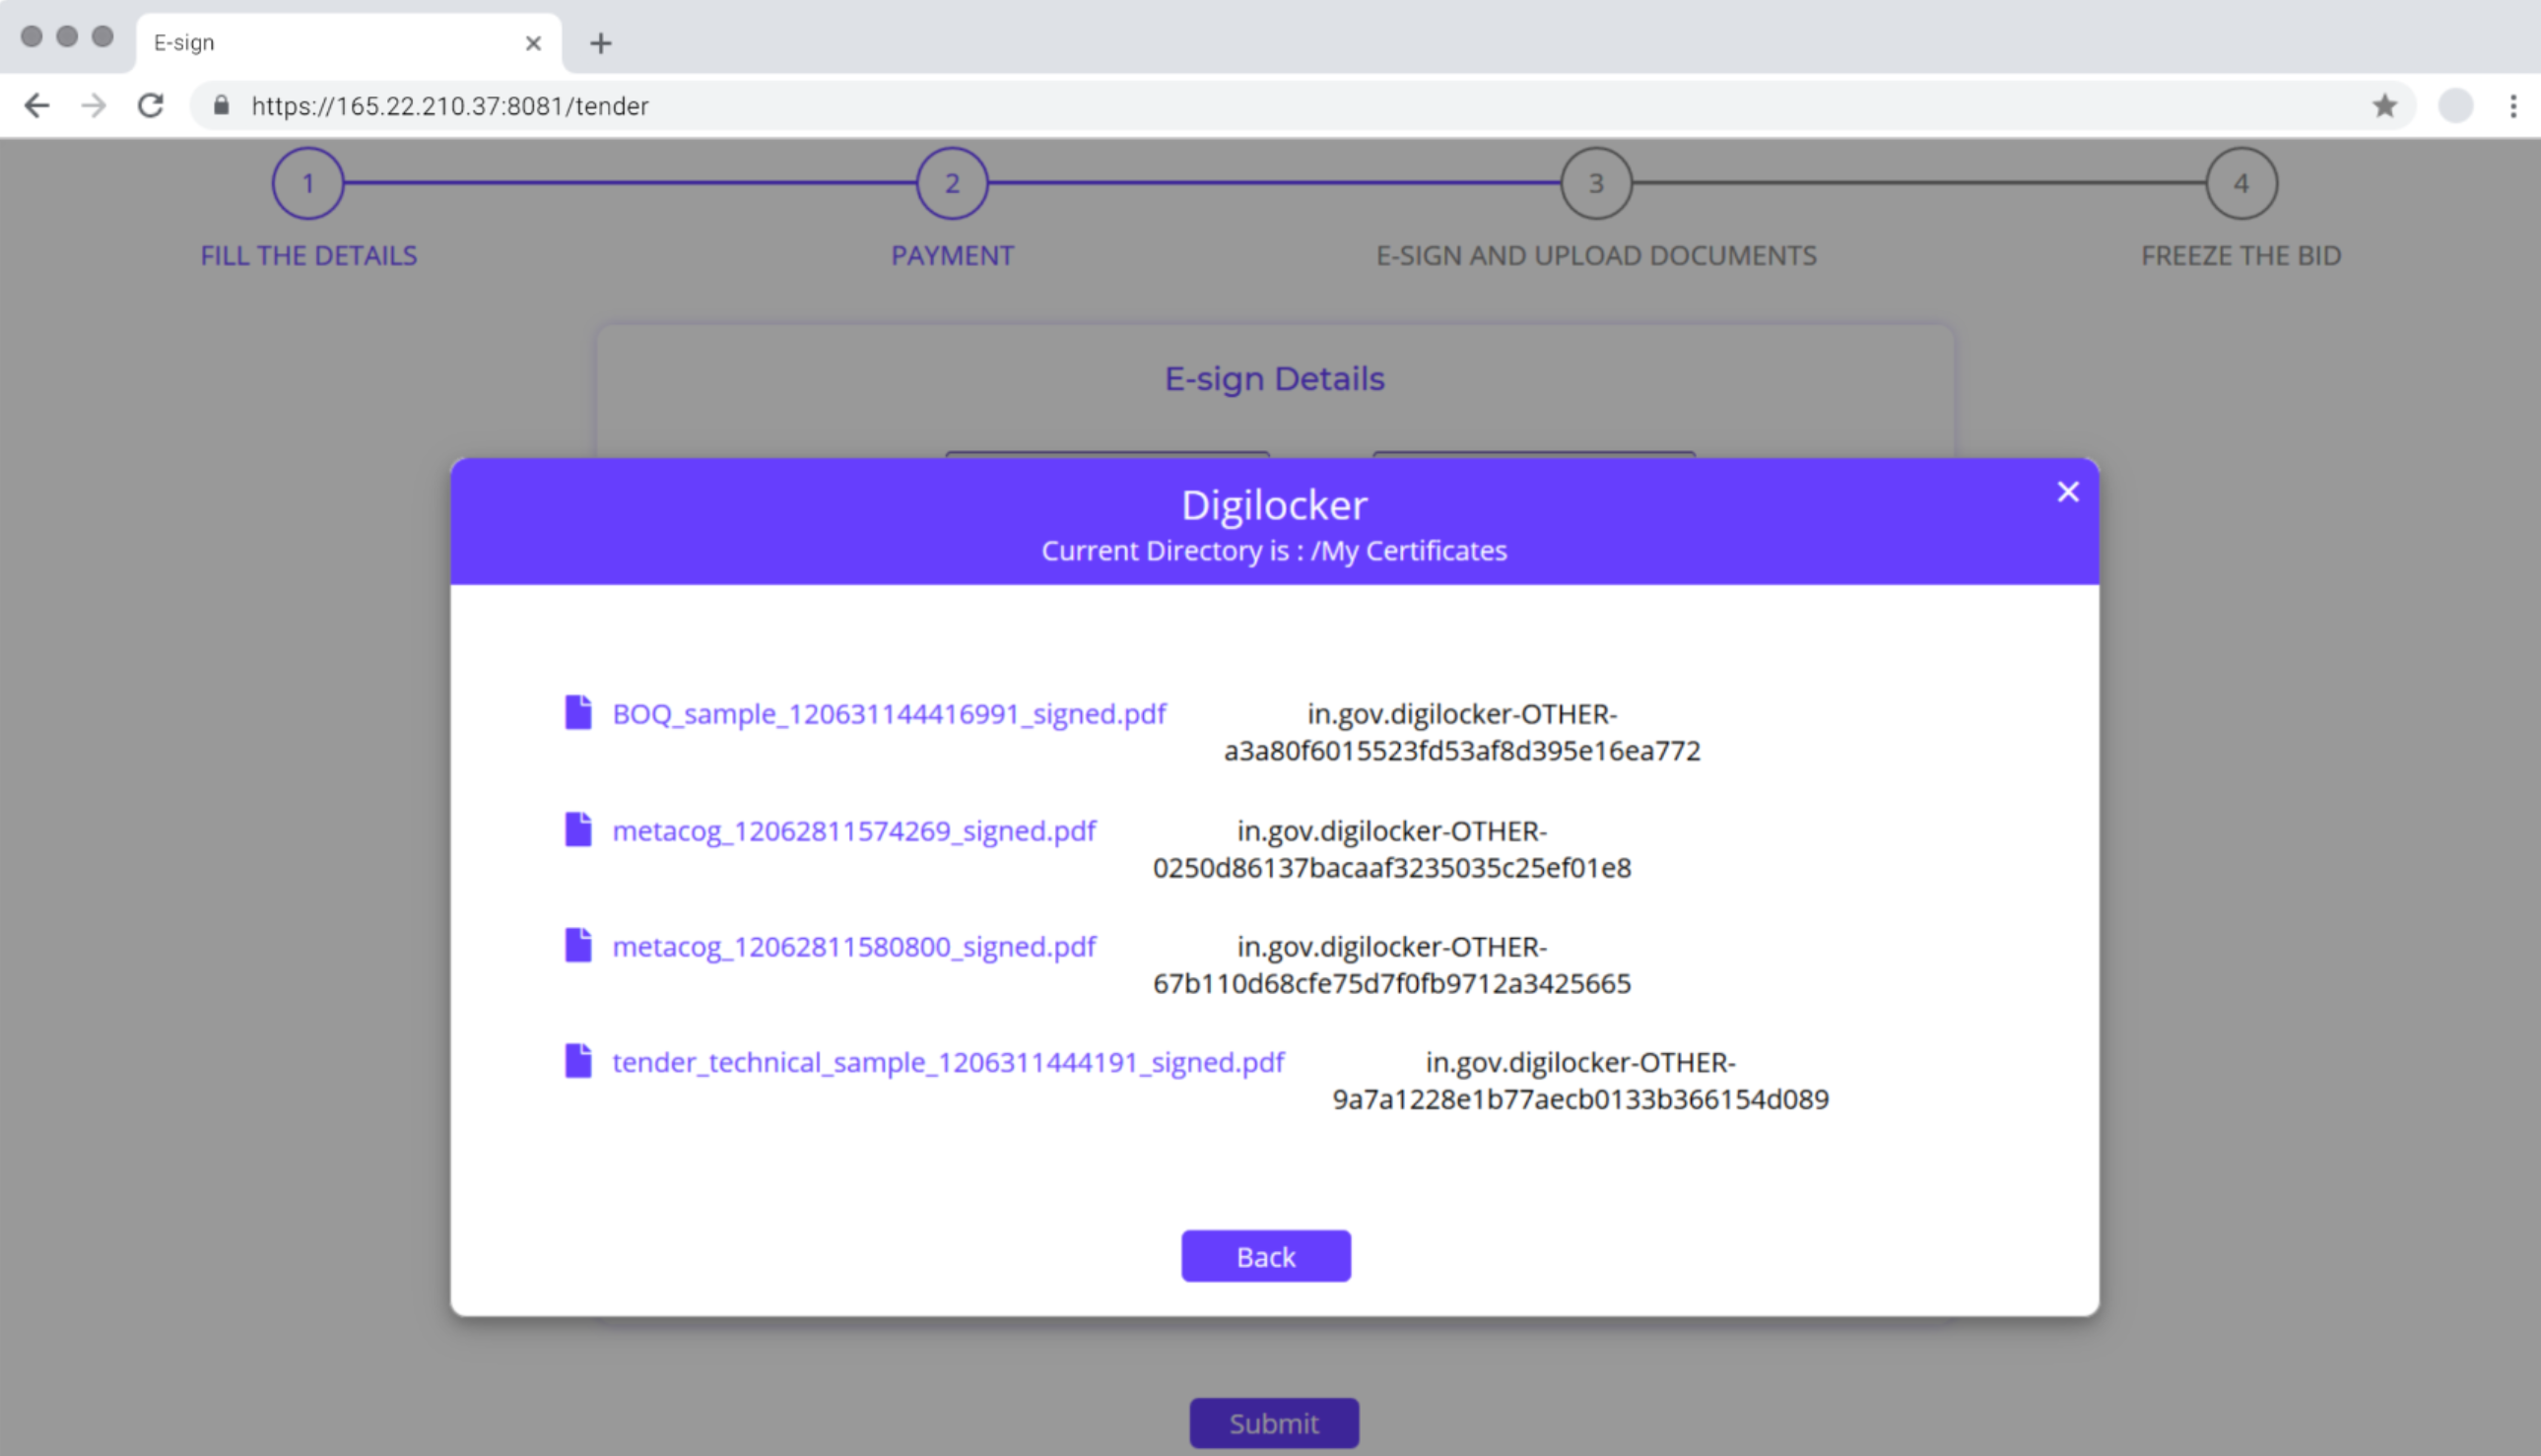 E-sign
https://165.22.210.37:8081/tender
1
2
3
4
FILL THE DETAILS
PAYMENT
E-SIGN AND UPLOAD DOCUMENTS
FREEZE THE BID
E-sign Details
Digilocker
Current Directory is : /My Certificates
BOQ_sample_120631144416991_signed.pdf
in.gov.digilocker-OTHER-
a3a80f6015523fd53af8d395e16ea772
metacog_12062811574269_signed.pdf
in.gov.digilocker-OTHER-
0250d86137bacaaf3235035c25ef01e8
metacog_12062811580800_signed.pdf
in.gov.digilocker-OTHER-
67b110d68cfe75d7f0fb9712a3425665
tender_technical_sample_1206311444191_signed.pdf
in.gov.digilocker-OTHER-
9a7a1228e1b77aecb0133b366154d089
Back
Submit